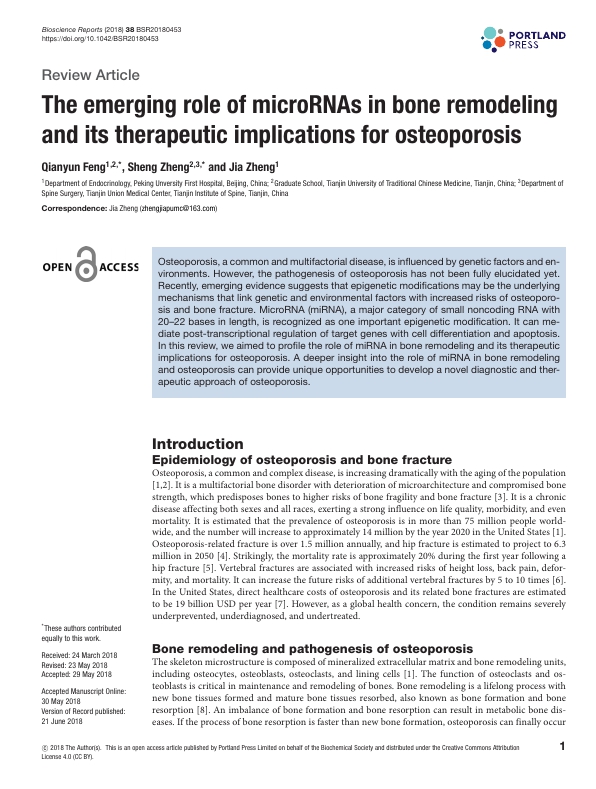 Bioscience Reports (2018) 38 BSR20180453
https://doi.org/10.1042/BSR20180453
PORTLAND
PRESS
Review Article
The emerging role of microRNAs in bone remodeling
and its therapeutic implications for osteoporosis
Qianyun Feng1,2,*, Sheng Zheng2,3,* and Jia Zheng1
1Department of Endocrinology, Peking Unversity First Hospital, Beijing, China; 2Graduate School, Tianjin University of Traditional Chinese Medicine, Tianjin, China; 3Department of
Spine Surgery, Tianjin Union Medical Center, Tianjin Institute of Spine, Tianjin, China
Correspondence: Jia Zheng (zhengjiapumc@163.com)
OPEN ACCESS
Osteoporosis, a common and multifactorial disease, is influenced by genetic factors and en-
vironments. However, the pathogenesis of osteoporosis has not been fully elucidated yet.
Recently, emerging evidence suggests that epigenetic modifications may be the underlying
mechanisms that link genetic and environmental factors with increased risks of osteoporo-
sis and bone fracture. MicroRNA (miRNA), a major category of small noncoding RNA with
20–22 bases in length, is recognized as one important epigenetic modification. It can me-
diate post-transcriptional regulation of target genes with cell differentiation and apoptosis.
In this review, we aimed to profile the role of miRNA in bone remodeling and its therapeutic
implications for osteoporosis. A deeper insight into the role of miRNA in bone remodeling
and osteoporosis can provide unique opportunities to develop a novel diagnostic and ther-
apeutic approach of osteoporosis.
Introduction
Epidemiology of osteoporosis and bone fracture
Osteoporosis, a common and complex disease, is increasing dramatically with the aging of the population
[1,2]. It is a multifactorial bone disorder with deterioration of microarchitecture and compromised bone
strength, which predisposes bones to higher risks of bone fragility and bone fracture [3]. It is a chronic
disease affecting both sexes and all races, exerting a strong influence on life quality, morbidity, and even
mortality. It is estimated that the prevalence of osteoporosis is in more than 75 million people world-
wide, and the number will increase to approximately 14 million by the year 2020 in the United States [1].
Osteoporosis-related fracture is over 1.5 million annually, and hip fracture is estimated to project to 6.3
million in 2050 [4]. Strikingly, the mortality rate is approximately 20% during the first year following a
hip fracture [5]. Vertebral fractures are associated with increased risks of height loss, back pain, defor-
mity, and mortality. It can increase the future risks of additional vertebral fractures by 5 to 10 times [6].
In the United States, direct healthcare costs of osteoporosis and its related bone fractures are estimated
to be 19 billion USD per year [7]. However, as a global health concern, the condition remains severely
underprevented, underdiagnosed, and undertreated.
Bone remodeling and pathogenesis of osteoporosis
The skeleton microstructure is composed of mineralized extracellular matrix and bone remodeling units,
including osteocytes, osteoblasts, osteoclasts, and lining cells [1]. The function of osteoclasts and os-
teoblasts is critical in maintenance and remodeling of bones. Bone remodeling is a lifelong process with
new bone tissues formed and mature bone tissues resorbed, also known as bone formation and bone
resorption [8]. An imbalance of bone formation and bone resorption can result in metabolic bone dis-
eases. If the process of bone resorption is faster than new bone formation, osteoporosis can finally occur
*These authors contributed
equally to this work.
Received: 24 March 2018
Revised: 23 May 2018
Accepted: 29 May 2018
Accepted Manuscript Online:
30 May 2018
Version of Record published:
21 June 2018
© 2018 The Author(s). This is an open access article published by Portland Press Limited on behalf of the Biochemical Society and distributed under the Creative Commons Attribution
License 4.0 (CC BY).
1